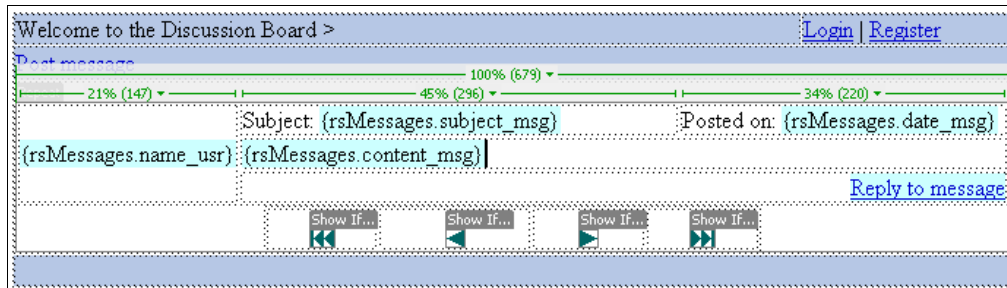 Welcome to the Discussion Board > Login | Register
Post message
100% (679)
21% (147) 45% (296) 34% (220)
Subject: {rsMessages.subject_msg} Posted on: {rsMessages.date_msg}
{rsMessages.name_usr} {rsMessages.content_msg}
Reply to message
Show If... Show If... Show If... Show If...